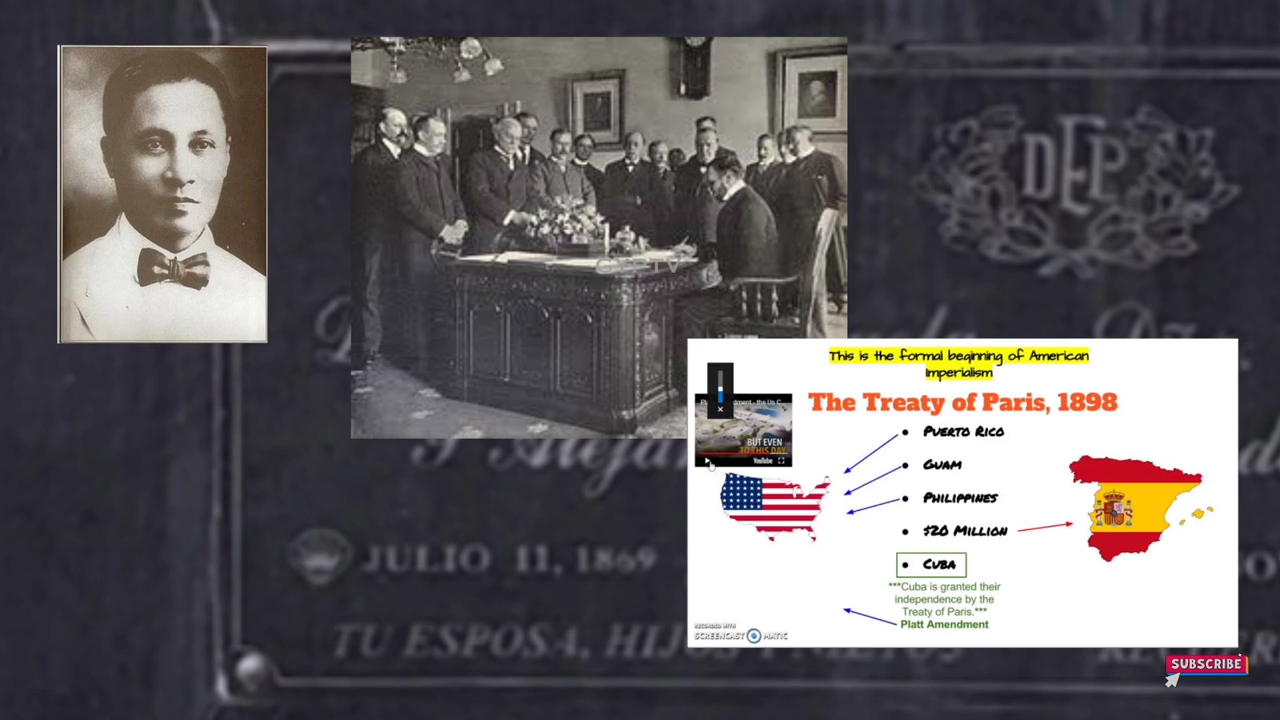 DEP
This is the formal beginning of American
Imperialism
The Treaty of Paris, 1898
BUT EVEN
TO THIS DAY
YouTube
PUERTO RICO
GUAM
PHILIPPINES
$20 MILLION
CUBA
***Cuba is granted their
independence by the
Treaty of Paris.***
Platt Amendment
RECORDED WITH
SCREENCAST MATIC
JULIO 11, 1869
TU ESPOSA,
SUBSCRIBE